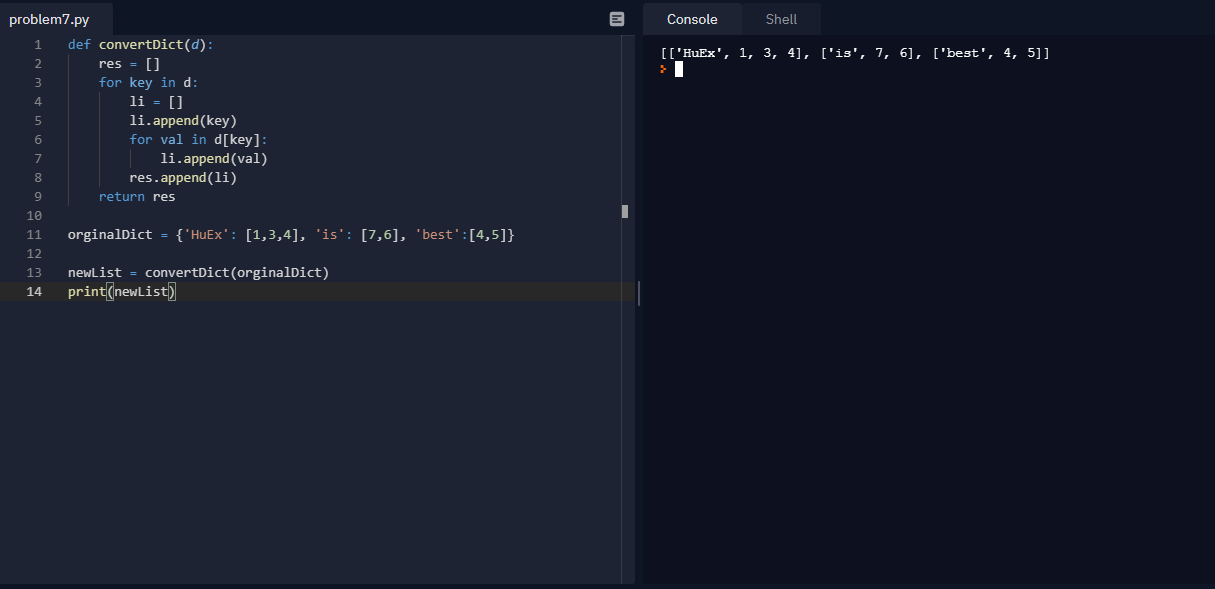 problem7.py
1 def convertDict(d):
2     res = []
3     for key in d:
4         li = []
5         li.append(key)
6         for val in d[key]:
7             li.append(val)
8         res.append(li)
9     return res
10
11 orginalDict = {'HuEx': [1,3,4], 'is': [7,6], 'best':[4,5]}
12
13 newList = convertDict(orginalDict)
14 print(newList)
Console Shell
[['HuEx', 1, 3, 4], ['is', 7, 6], ['best', 4, 5]]